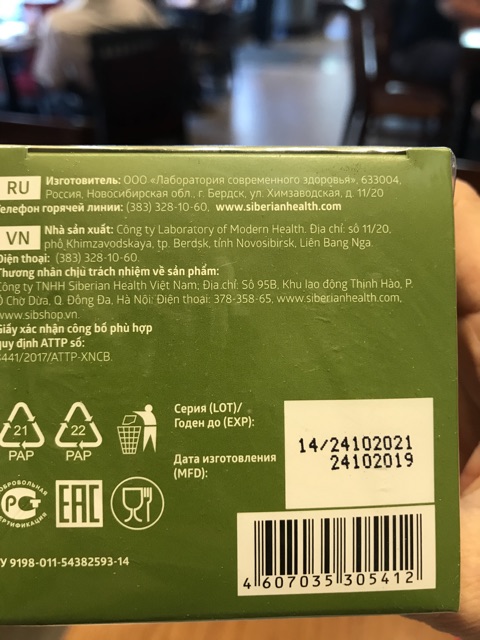 RU Изготовитель: ООО «Лаборатория современного здоровья», 633004,
Россия, Новосибирская обл., г. Бердск, ул. Химзаводская, д. 11/20
Телефон горячей линии: (383) 328-10-60, www.siberianhealth.com
VN Nhà sản xuất: Công ty Laboratory of Modern Health. Địa chỉ: số 11/20,
phố Khimzavodskaya, tp. Berdsk, tỉnh Novosibirsk, Liên Bang Nga.
Điện thoại: (383) 328-10-60.
Thương nhân chịu trách nhiệm về sản phẩm:
Công ty TNHH Siberian Health Việt Nam; Địa chỉ: Số 95B, Khu lao động Thịnh Hào, P.
Ô Chợ Dừa, Q. Đống Đa, Hà Nội; Điện thoại: 378-358-65, www.siberianhealth.com,
www.sibshop.vn.
Giấy xác nhận công bố phù hợp
quy định ATTP số:
441/2017/ATTP-XNCB.
21
PAP
22
PAP
Серия (LOT)/
Годен до (EXP):
14/24102021
24102019
Дата изготовления
(MFD):
ДОБРОВОЛЬНАЯ
СЕРТИФИКАЦИЯ
EAC
У 9198-011-54382593-14
4 607035 305412